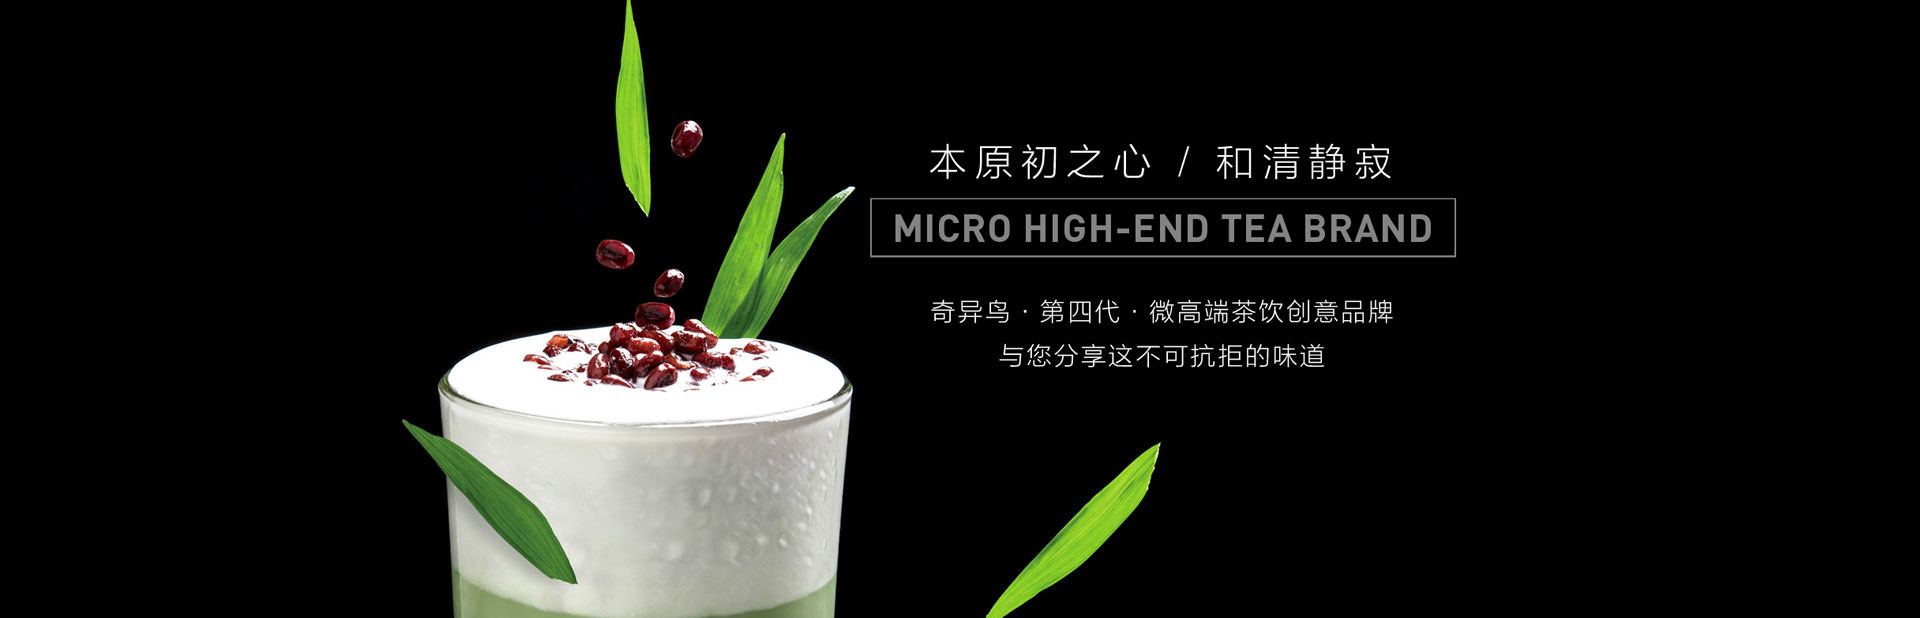 本原初之心 / 和清静寂
MICRO HIGH-END TEA BRAND
奇异鸟 · 第四代 · 微高端茶饮创意品牌
与您分享这不可抗拒的味道